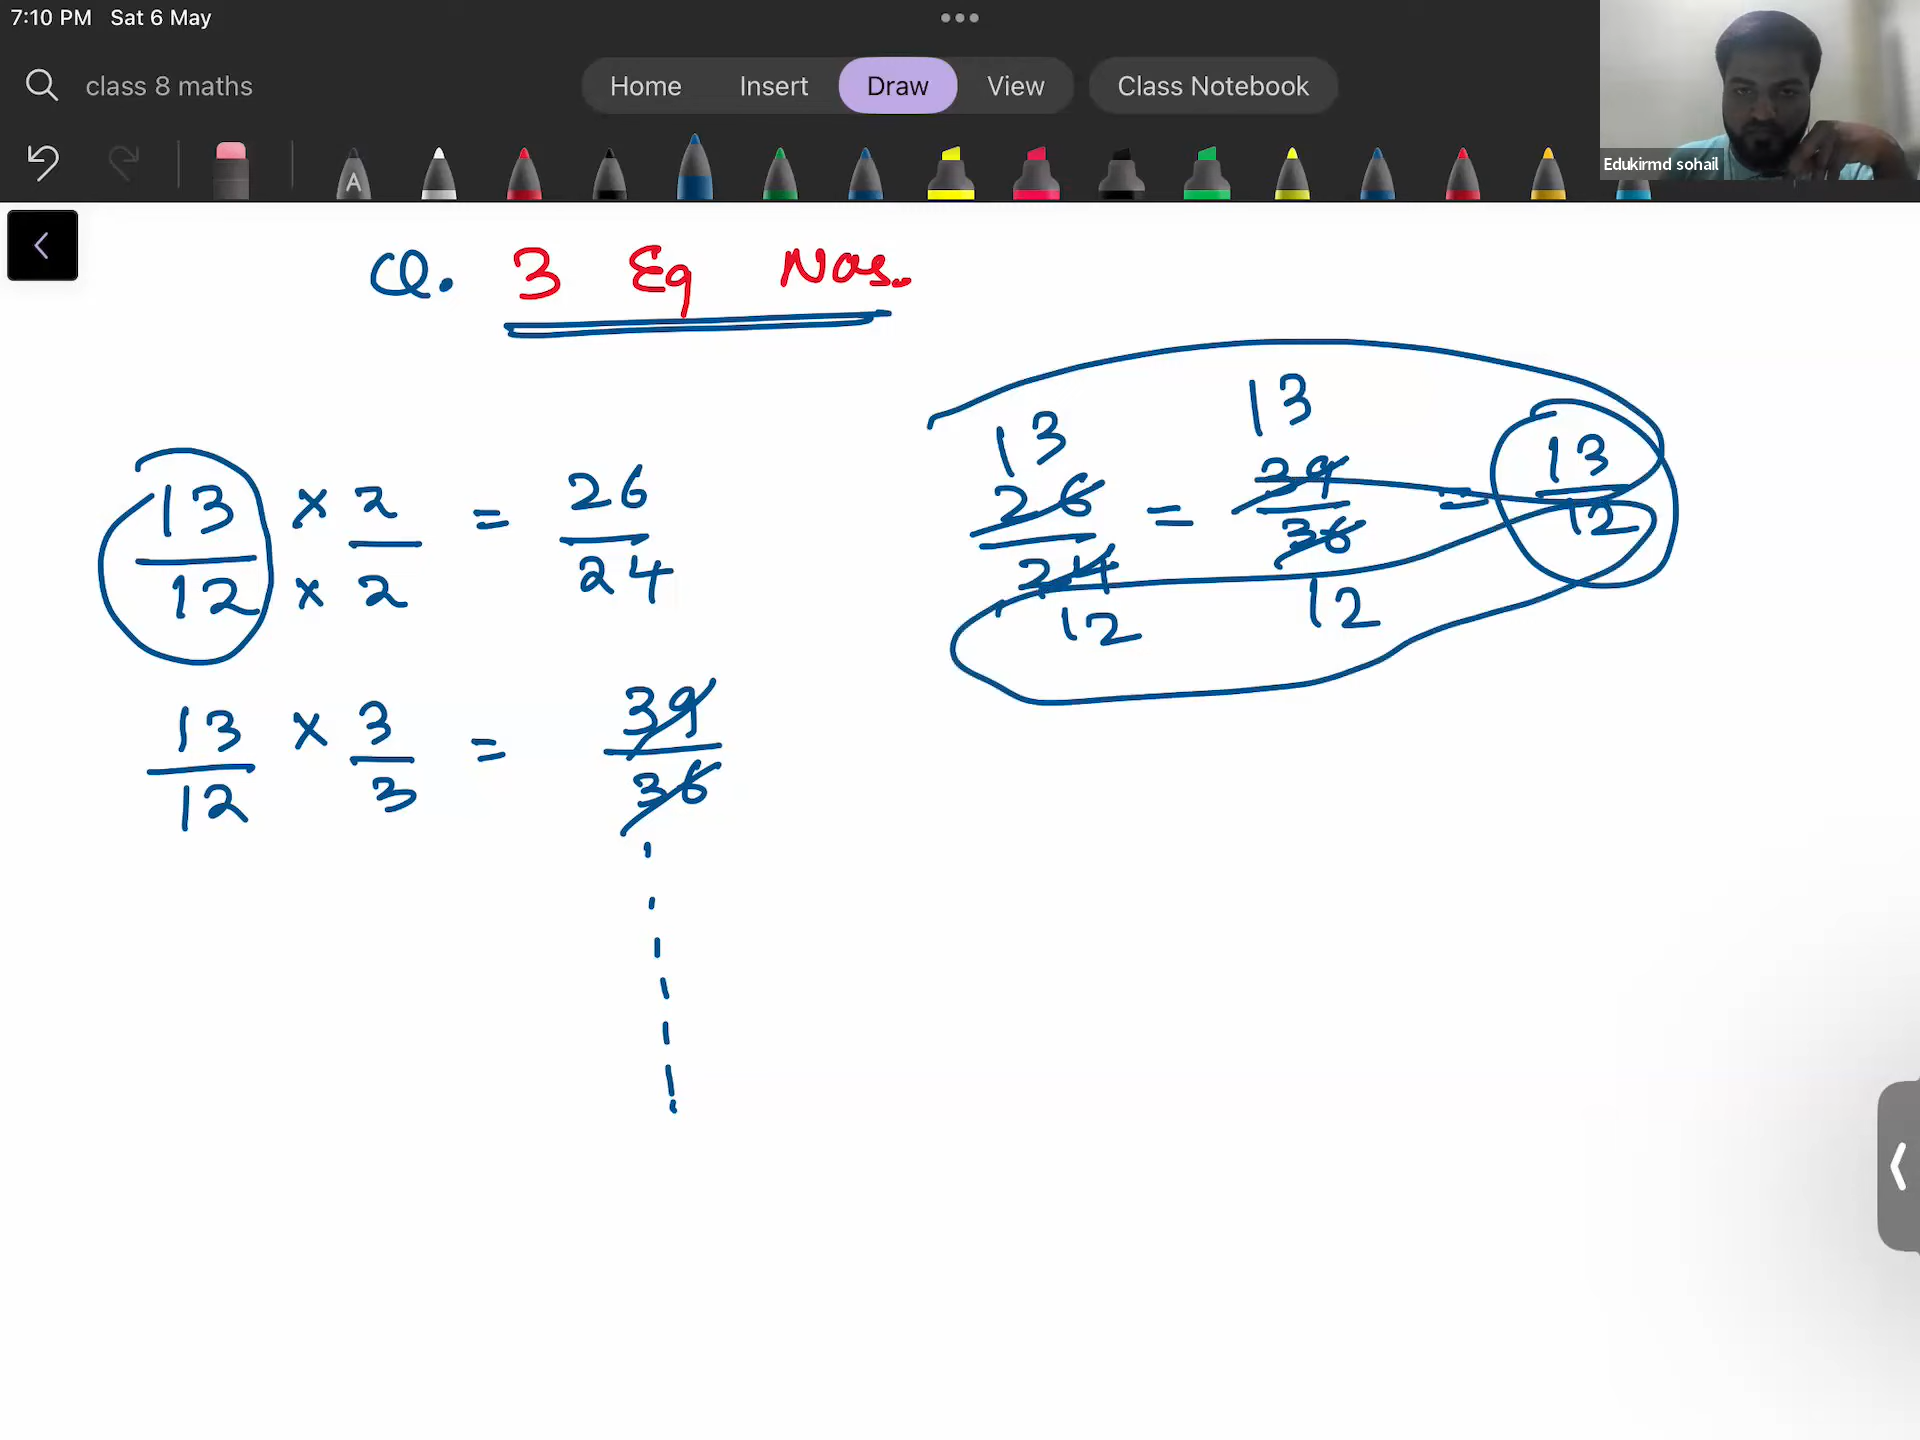 7:10 PM Sat 6 May
class 8 maths
Home Insert Draw View Class Notebook
A
Edukirmd sohail
Q. 3 Eq Nos.
13/12 × 2/× 2 = 26/24
13/12 × 3/3 = 39/36
13 13
26/24 = 39/36 = 13/12
12 12